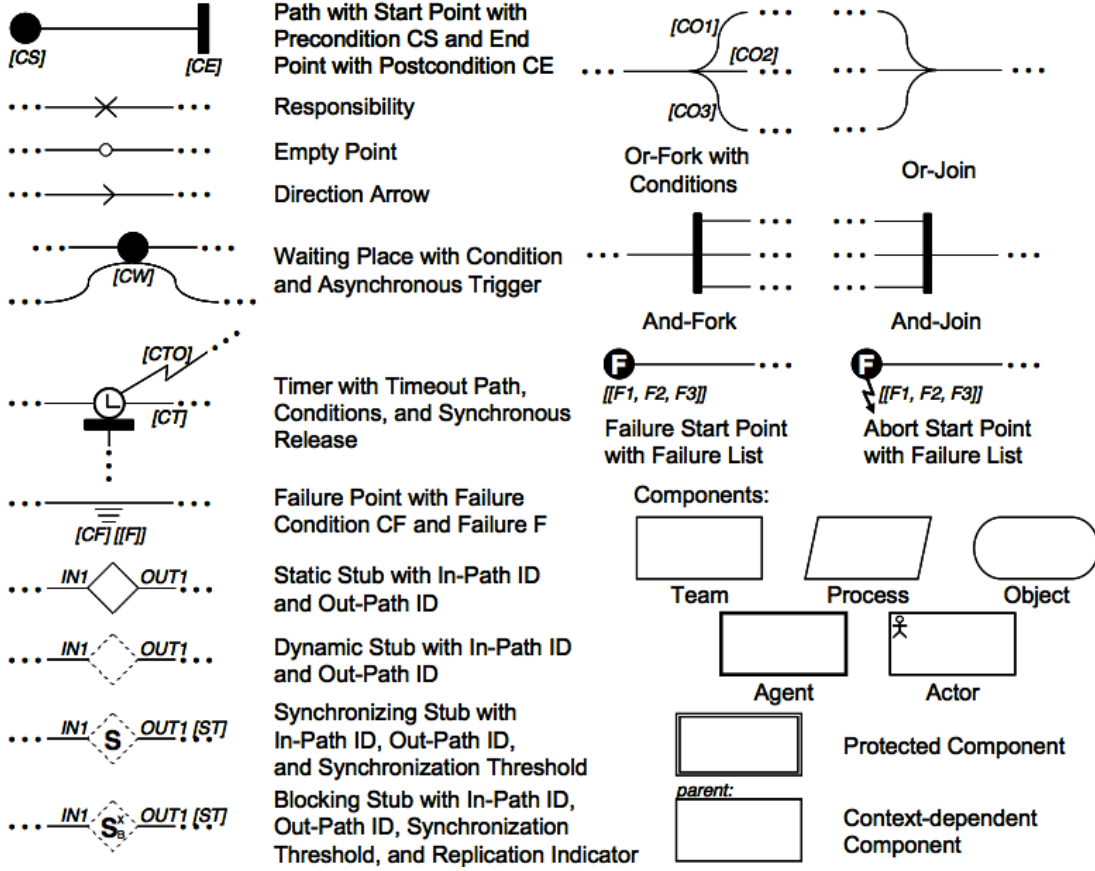 Path with Start Point with
Precondition CS and End
Point with Postcondition CE
[CS]
[CE]
Responsibility
Empty Point
Direction Arrow
[CW]
Waiting Place with Condition
and Asynchronous Trigger
[CTO]
[CT]
Timer with Timeout Path,
Conditions, and Synchronous
Release
[CF] [[F]]
Failure Point with Failure
Condition CF and Failure F
IN1
OUT1
Static Stub with In-Path ID
and Out-Path ID
IN1
OUT1
Dynamic Stub with In-Path ID
and Out-Path ID
IN1
S
OUT1 [ST]
Synchronizing Stub with
In-Path ID, Out-Path ID,
and Synchronization Threshold
IN1
S X B
OUT1 [ST]
Blocking Stub with In-Path ID,
Out-Path ID, Synchronization
Threshold, and Replication Indicator
[CO1]
[CO2]
[CO3]
Or-Fork with
Conditions
Or-Join
And-Fork
And-Join
F
[[F1, F2, F3]]
Failure Start Point
with Failure List
F
[[F1, F2, F3]]
Abort Start Point
with Failure List
Components:
Team
Process
Object
Agent
Actor
Protected Component
parent:
Context-dependent
Component